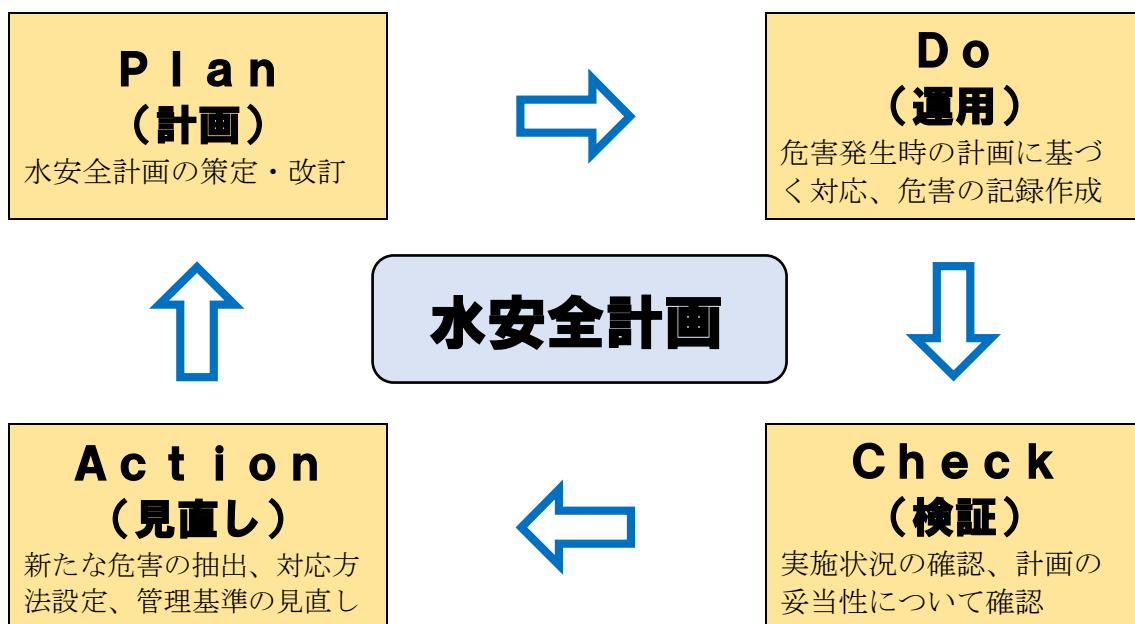 Plan
（計画）
水安全計画の策定・改訂
Do
（運用）
危害発生時の計画に基づ
く対応、危害の記録作成
水安全計画
Action
（見直し）
新たな危害の抽出、対応方
法設定、管理基準の見直し
Check
（検証）
実施状況の確認、計画の
妥当性について確認